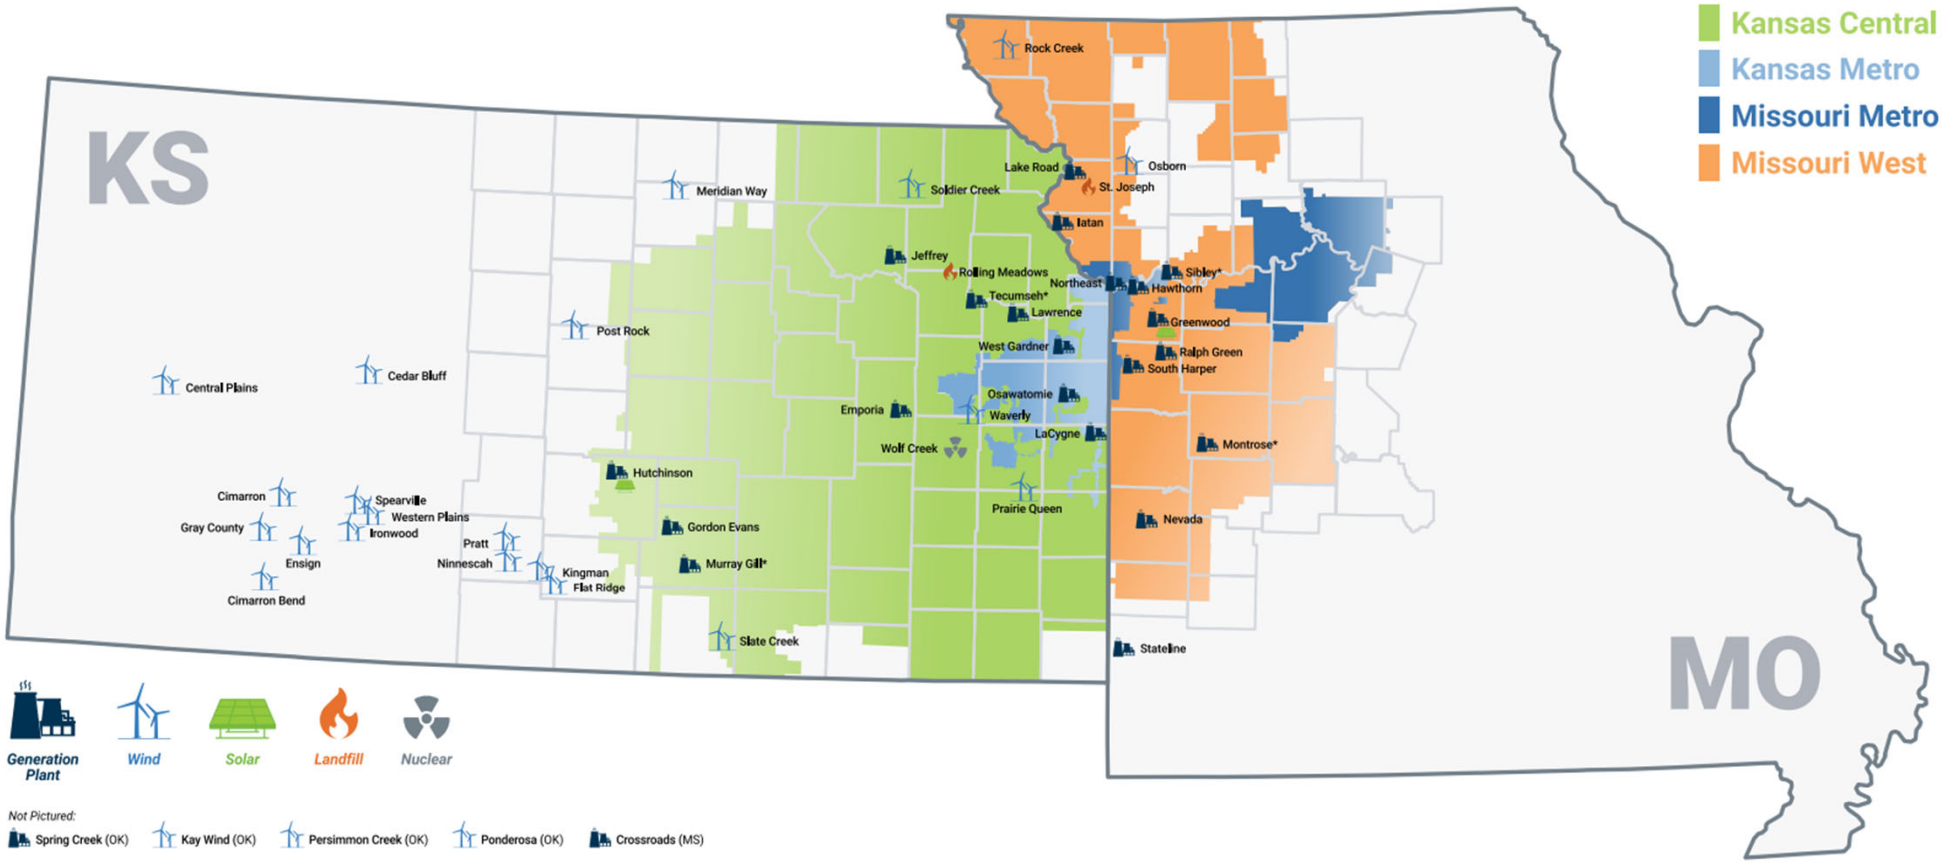 Kansas Central
Kansas Metro
Missouri Metro
Missouri West
KS
MO
Rock Creek
Lake Road
Osborn
St. Joseph
Meridian Way
Soldier Creek
Iatan
Jeffrey
Rolling Meadows
Sibley*
Northeast
Hawthorn
Tecumseh*
Lawrence
Greenwood
Post Rock
West Gardner
Ralph Green
South Harper
Central Plains
Cedar Bluff
Osawatomie
Emporia
Waverly
LaCygne
Wolf Creek
Montrose*
Hutchinson
Cimarron
Spearville
Western Plains
Prairie Queen
Gray County
Ironwood
Gordon Evans
Nevada
Pratt
Ensign
Ninnescah
Murray Gill*
Kingman
Flat Ridge
Cimarron Bend
Slate Creek
Stateline
Generation
Plant
Wind
Solar
Landfill
Nuclear
Not Pictured:
Spring Creek (OK)
Kay Wind (OK)
Persimmon Creek (OK)
Ponderosa (OK)
Crossroads (MS)